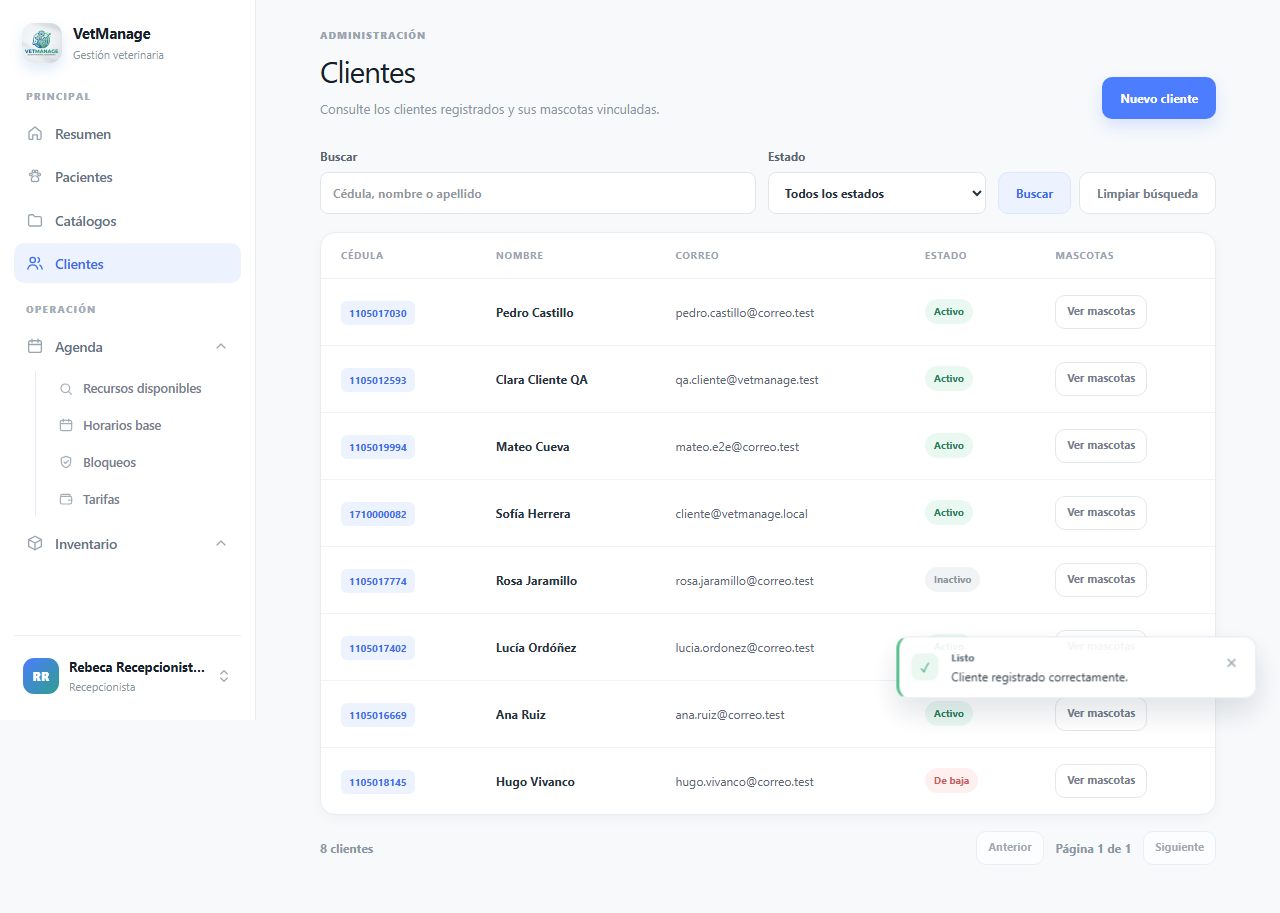 VetManage
Gestión veterinaria
VETMANAGE
PRINCIPAL
Resumen
Pacientes
Catálogos
Clientes
OPERACIÓN
Agenda
Recursos disponibles
Horarios base
Bloqueos
Tarifas
Inventario
RR
Rebeca Recepcionist...
Recepcionista
ADMINISTRACIÓN
Clientes
Consulte los clientes registrados y sus mascotas vinculadas.
Nuevo cliente
Buscar Estado
Cédula, nombre o apellido Todos los estados Buscar Limpiar búsqueda
CÉDULA NOMBRE CORREO ESTADO MASCOTAS
1105017030 Pedro Castillo pedro.castillo@correo.test Activo Ver mascotas
1105012593 Clara Cliente QA qa.cliente@vetmanage.test Activo Ver mascotas
1105019994 Mateo Cueva mateo.e2e@correo.test Activo Ver mascotas
1710000082 Sofía Herrera cliente@vetmanage.local Activo Ver mascotas
1105017774 Rosa Jaramillo rosa.jaramillo@correo.test Inactivo Ver mascotas
1105017402 Lucía Ordóñez lucia.ordonez@correo.test Activo Ver mascotas
Listo
Cliente registrado correctamente.
1105016669 Ana Ruiz ana.ruiz@correo.test Activo Ver mascotas
1105018145 Hugo Vivanco hugo.vivanco@correo.test De baja Ver mascotas
8 clientes Anterior Página 1 de 1 Siguiente